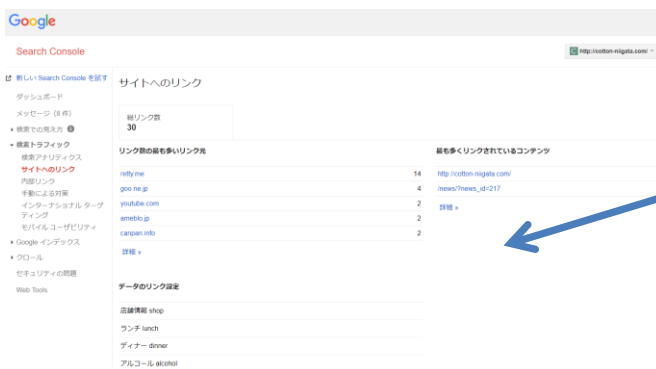 Google
Search Console
http://cotton-niigata.com/
新しい Search Console を試す
ダッシュボード
メッセージ（8 件）
検索での見え方
検索トラフィック
検索アナリティクス
サイトへのリンク
内部リンク
手動による対策
インターナショナル ターゲ
ティング
モバイル ユーザビリティ
Google インデックス
クロール
セキュリティの問題
Web Tools
サイトへのリンク
総リンク数
30
リンク数の最も多いリンク元
retty.me 14
goo.ne.jp 4
youtube.com 2
ameblo.jp 2
canpan.info 2
詳細 »
最も多くリンクされているコンテンツ
http://cotton-niigata.com/
/news/?news_id=217
詳細 »
データのリンク設定
店舗情報 shop
ランチ lunch
ディナー dinner
アルコール alcohol